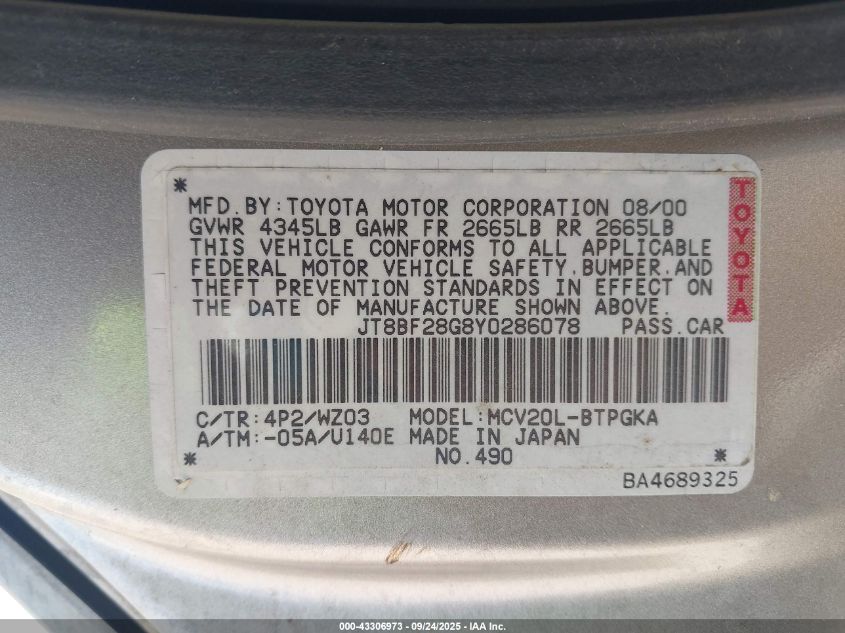 MFD.BY:TOYOTA MOTOR CORPORATION 08/00
GVWR 4345LB GAWR FR 2665LB RR 2665LB
THIS VEHICLE CONFORMS TO ALL APPLICABLE
FEDERAL MOTOR VEHICLE SAFETY,BUMPER,AND
THEFT PREVENTION STANDARDS IN EFFECT ON
THE DATE OF MANUFACTURE SHOWN ABOVE.
JT8BF28G8Y0286078 PASS.CAR
TOYOTA
C/TR:4P2/WZ03 MODEL:MCV20L-BTPGKA
A/TM:-05A/U140E MADE IN JAPAN
NO.490
BA4689325
000-43306973 - 09/24/2025 - IAA Inc.